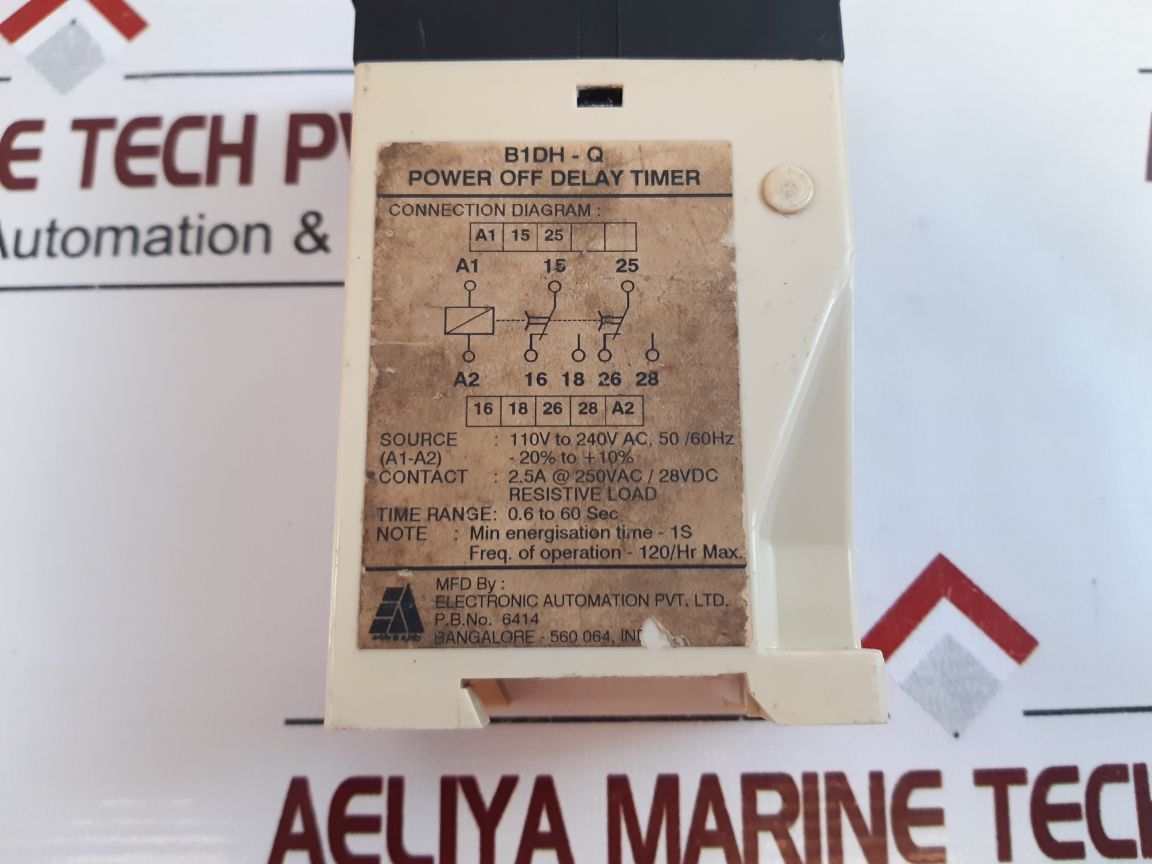 E TECH PV
Automation &
B1DH - Q
POWER OFF DELAY TIMER
CONNECTION DIAGRAM :
A1 15 25
A1 15 25
A2 16 18 26 28
16 18 26 28 A2
SOURCE : 110V to 240V AC, 50 /60Hz
(A1-A2) - 20% to +10%
CONTACT : 2.5A @ 250VAC / 28VDC
RESISTIVE LOAD
TIME RANGE: 0.6 to 60 Sec
NOTE : Min energisation time - 1S
Freq. of operation - 120/Hr Max.
MFD By :
ELECTRONIC AUTOMATION PVT. LTD.
P.B.No. 6414
BANGALORE - 560 064, IN
AELIYA MARINE TECH